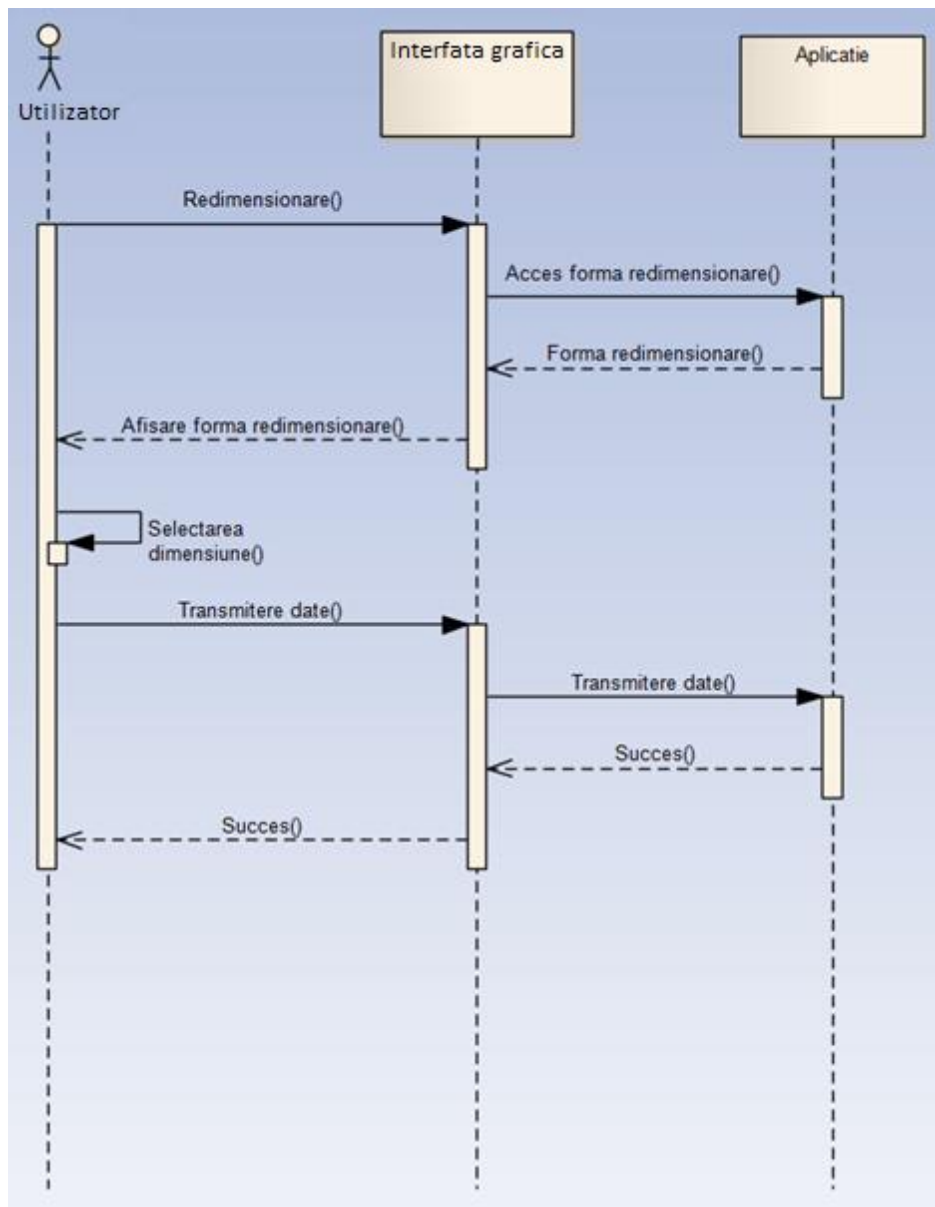 Utilizator
Interfata grafica
Aplicatie
Redimensionare()
Acces forma redimensionare()
Forma redimensionare()
Afisare forma redimensionare()
Selectarea
dimensiune()
Transmitere date()
Transmitere date()
Succes()
Succes()